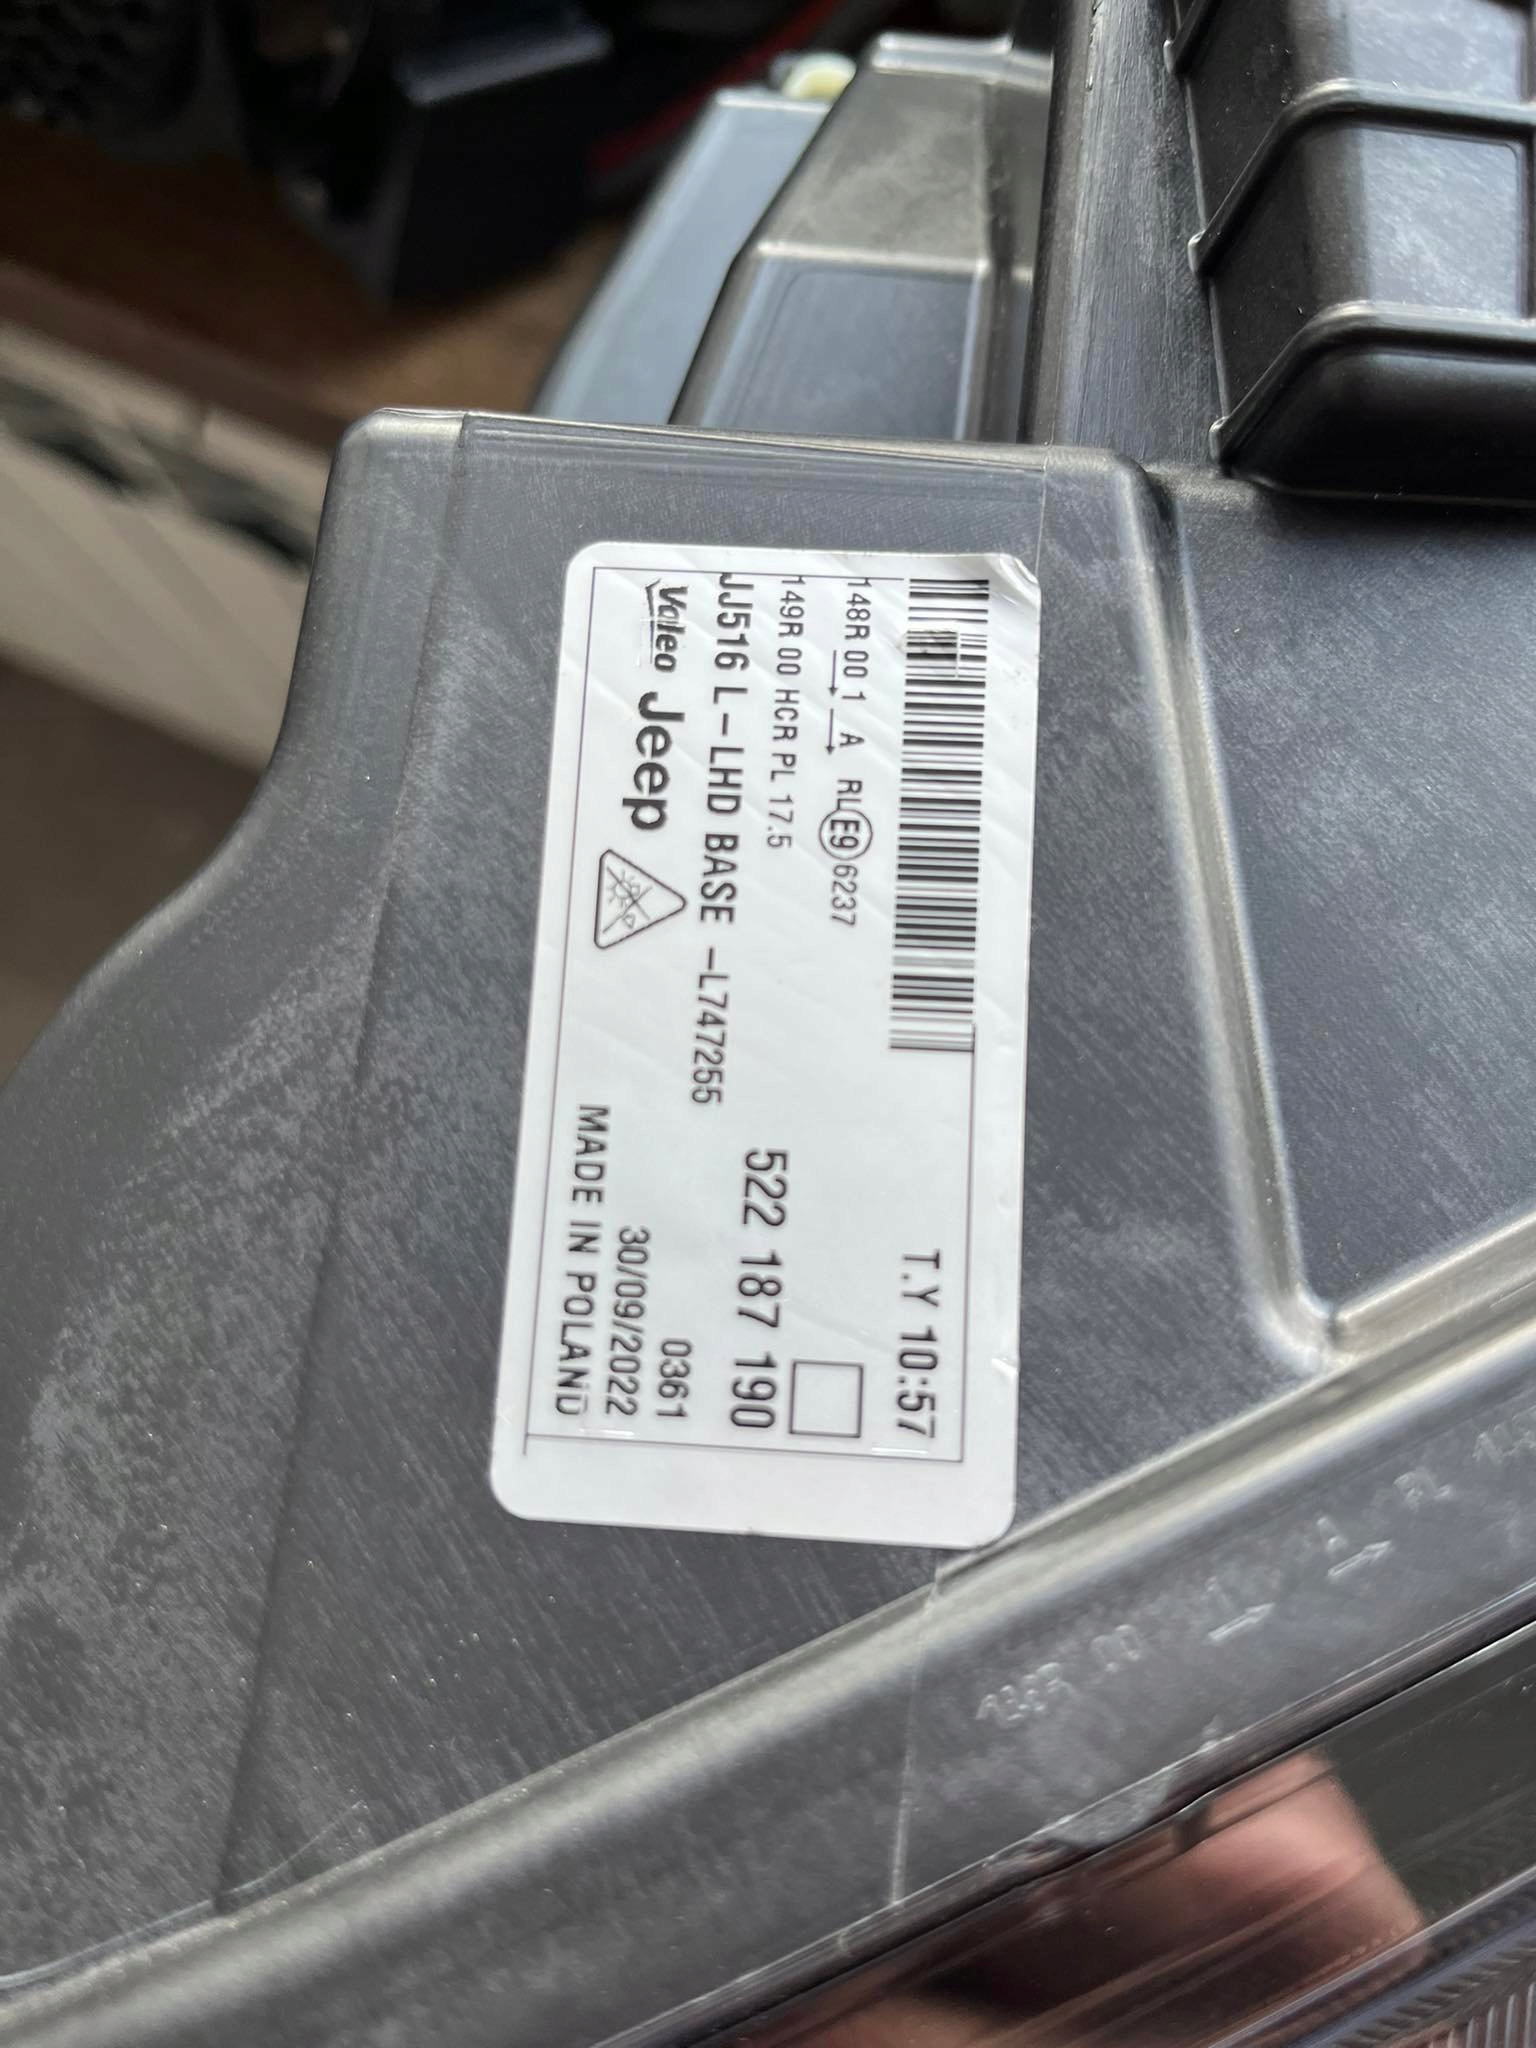 T.Y 10:57
148R 00 1 A RL E9 6237
149R 00 HCR PL 17.5
522 187 190
JJ516 L-LHD BASE -L747255
0361
Valeo Jeep
30/09/2022
MADE IN POLAND